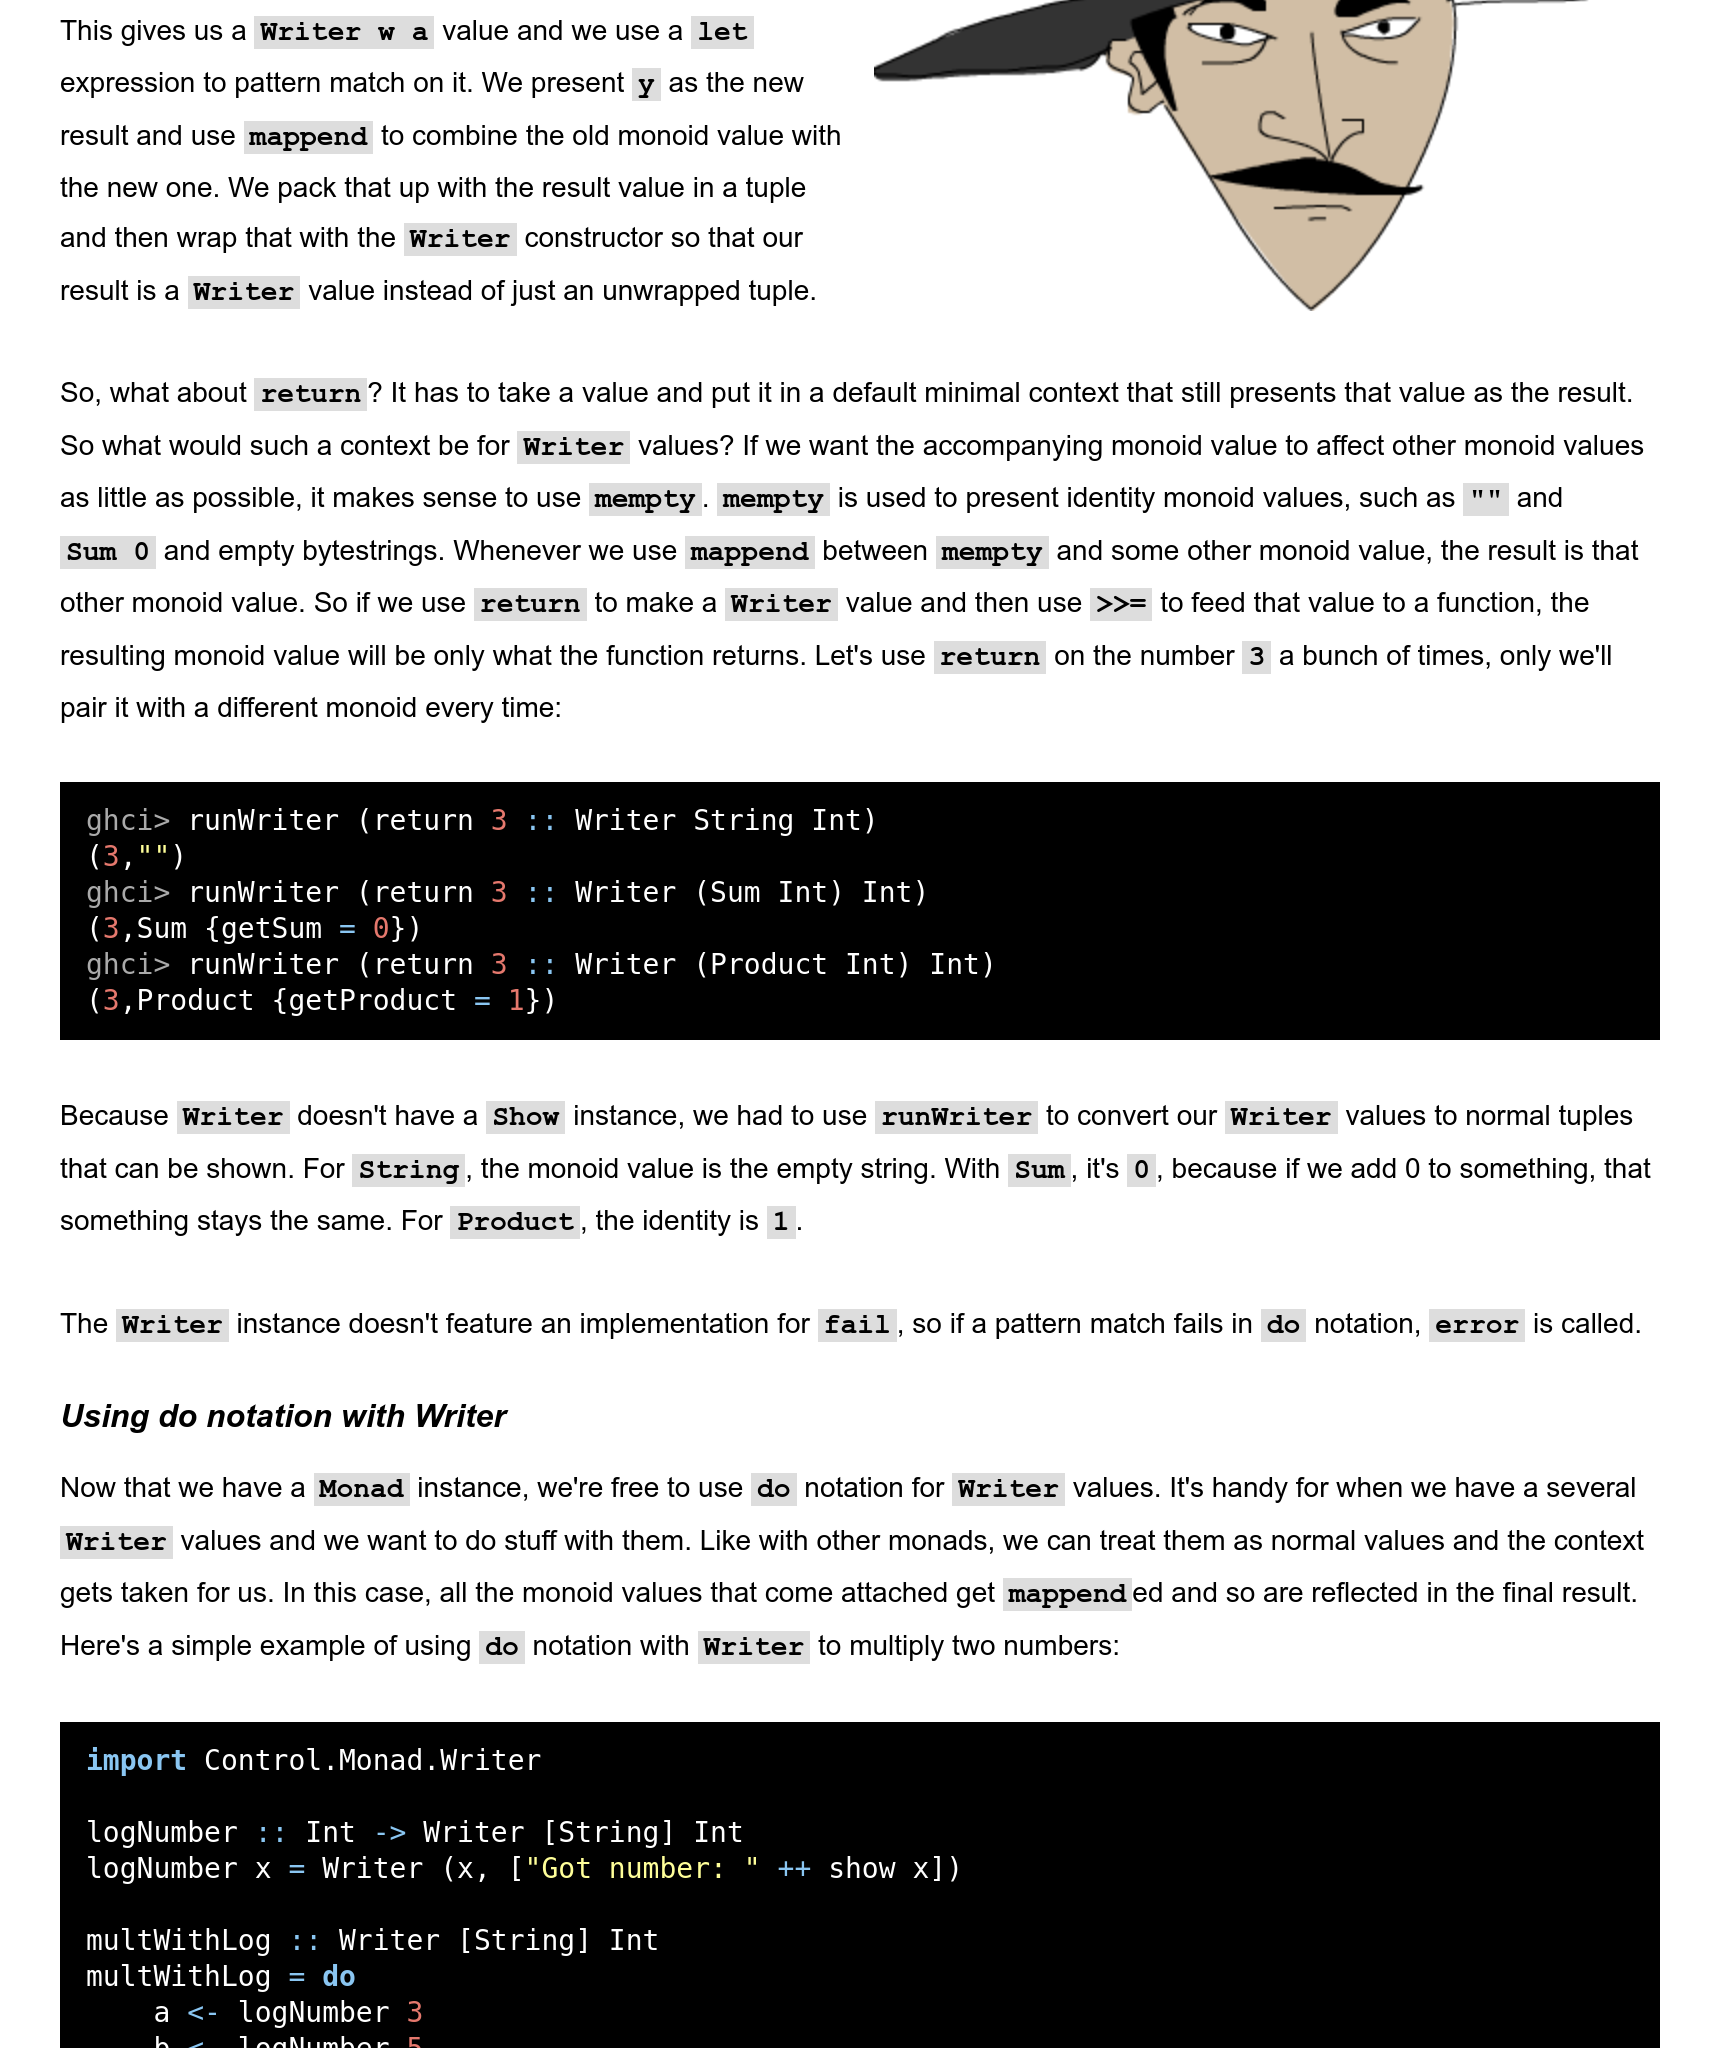 This gives us a Writer w a value and we use a let
expression to pattern match on it. We present y as the new
result and use mappend to combine the old monoid value with
the new one. We pack that up with the result value in a tuple
and then wrap that with the Writer constructor so that our
result is a Writer value instead of just an unwrapped tuple.
So, what about return? It has to take a value and put it in a default minimal context that still presents that value as the result.
So what would such a context be for Writer values? If we want the accompanying monoid value to affect other monoid values
as little as possible, it makes sense to use mempty. mempty is used to present identity monoid values, such as "" and
Sum 0 and empty bytestrings. Whenever we use mappend between mempty and some other monoid value, the result is that
other monoid value. So if we use return to make a Writer value and then use >>= to feed that value to a function, the
resulting monoid value will be only what the function returns. Let's use return on the number 3 a bunch of times, only we'll
pair it with a different monoid every time:
ghci> runWriter (return 3 :: Writer String Int)
(3,"")
ghci> runWriter (return 3 :: Writer (Sum Int) Int)
(3,Sum {getSum = 0})
ghci> runWriter (return 3 :: Writer (Product Int) Int)
(3,Product {getProduct = 1})
Because Writer doesn't have a Show instance, we had to use runWriter to convert our Writer values to normal tuples
that can be shown. For String, the monoid value is the empty string. With Sum, it's 0, because if we add 0 to something, that
something stays the same. For Product, the identity is 1.
The Writer instance doesn't feature an implementation for fail, so if a pattern match fails in do notation, error is called.
Using do notation with Writer
Now that we have a Monad instance, we're free to use do notation for Writer values. It's handy for when we have a several
Writer values and we want to do stuff with them. Like with other monads, we can treat them as normal values and the context
gets taken for us. In this case, all the monoid values that come attached get mappended and so are reflected in the final result.
Here's a simple example of using do notation with Writer to multiply two numbers:
import Control.Monad.Writer
logNumber :: Int -> Writer [String] Int
logNumber x = Writer (x, ["Got number: " ++ show x])
multWithLog :: Writer [String] Int
multWithLog = do
    a <- logNumber 3
    b <- logNumber 5